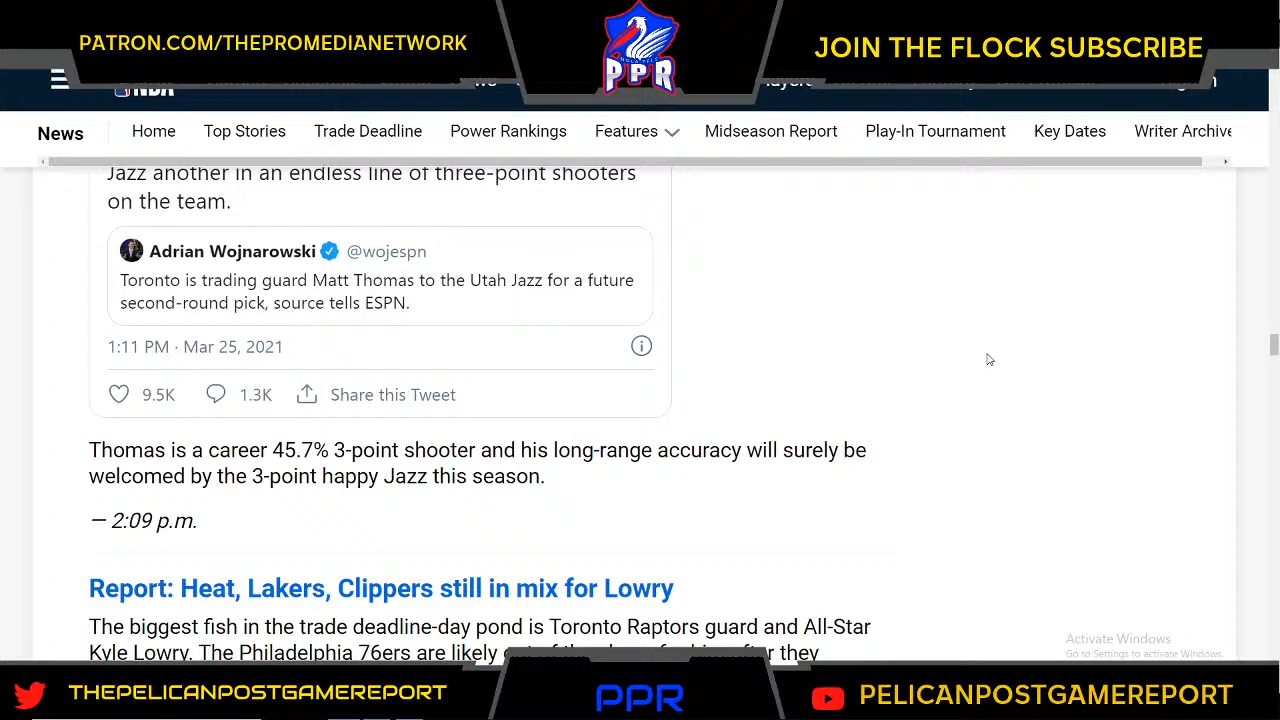 PATRON.COM/THEPROMEDIANETWORK
PPR
JOIN THE FLOCK SUBSCRIBE
News
Home
Top Stories
Trade Deadline
Power Rankings
Features
Midseason Report
Play-In Tournament
Key Dates
Writer Archive
Jazz another in an endless line of three-point shooters
on the team.
Adrian Wojnarowski @wojespn
Toronto is trading guard Matt Thomas to the Utah Jazz for a future
second-round pick, source tells ESPN.
1:11 PM · Mar 25, 2021
9.5K
1.3K
Share this Tweet
Thomas is a career 45.7% 3-point shooter and his long-range accuracy will surely be
welcomed by the 3-point happy Jazz this season.
— 2:09 p.m.
Report: Heat, Lakers, Clippers still in mix for Lowry
The biggest fish in the trade deadline-day pond is Toronto Raptors guard and All-Star
Kyle Lowry. The Philadelphia 76ers are likely
they
Activate Windows
Go to Settings to activate Windows.
THEPELICANPOSTGAMEREPORT
PPR
PELICANPOSTGAMEREPORT